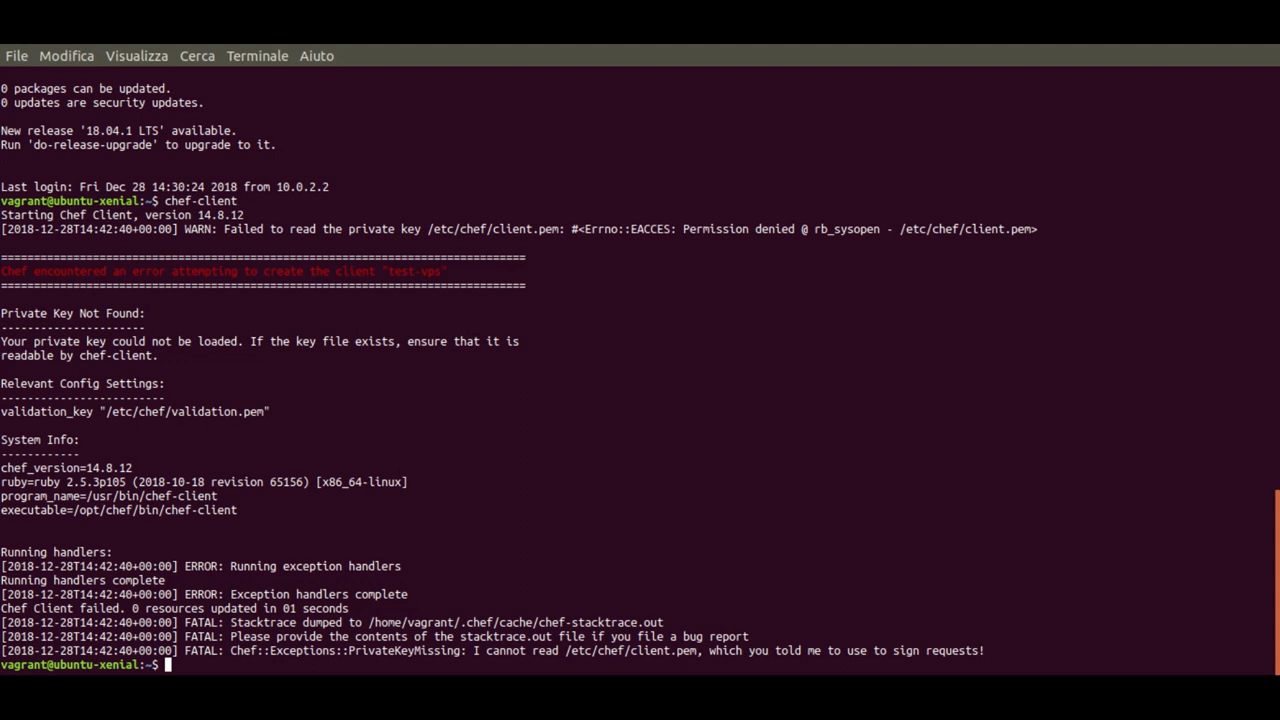 File Modifica Visualizza Cerca Terminale Aiuto
0 packages can be updated.
0 updates are security updates.
New release '18.04.1 LTS' available.
Run 'do-release-upgrade' to upgrade to it.
Last login: Fri Dec 28 14:30:24 2018 from 10.0.2.2
vagrant@ubuntu-xenial:~$ chef-client
Starting Chef Client, version 14.8.12
[2018-12-28T14:42:40+00:00] WARN: Failed to read the private key /etc/chef/client.pem: #<Errno::EACCES: Permission denied @ rb_sysopen - /etc/chef/client.pem>
================================================================================
Chef encountered an error attempting to create the client "test-vps"
================================================================================
Private Key Not Found:
----------------------
Your private key could not be loaded. If the key file exists, ensure that it is
readable by chef-client.
Relevant Config Settings:
-------------------------
validation_key "/etc/chef/validation.pem"
System Info:
------------
chef_version=14.8.12
ruby=ruby 2.5.3p105 (2018-10-18 revision 65156) [x86_64-linux]
program_name=/usr/bin/chef-client
executable=/opt/chef/bin/chef-client
Running handlers:
[2018-12-28T14:42:40+00:00] ERROR: Running exception handlers
Running handlers complete
[2018-12-28T14:42:40+00:00] ERROR: Exception handlers complete
Chef Client failed. 0 resources updated in 01 seconds
[2018-12-28T14:42:40+00:00] FATAL: Stacktrace dumped to /home/vagrant/.chef/cache/chef-stacktrace.out
[2018-12-28T14:42:40+00:00] FATAL: Please provide the contents of the stacktrace.out file if you file a bug report
[2018-12-28T14:42:40+00:00] FATAL: Chef::Exceptions::PrivateKeyMissing: I cannot read /etc/chef/client.pem, which you told me to use to sign requests!
vagrant@ubuntu-xenial:~$